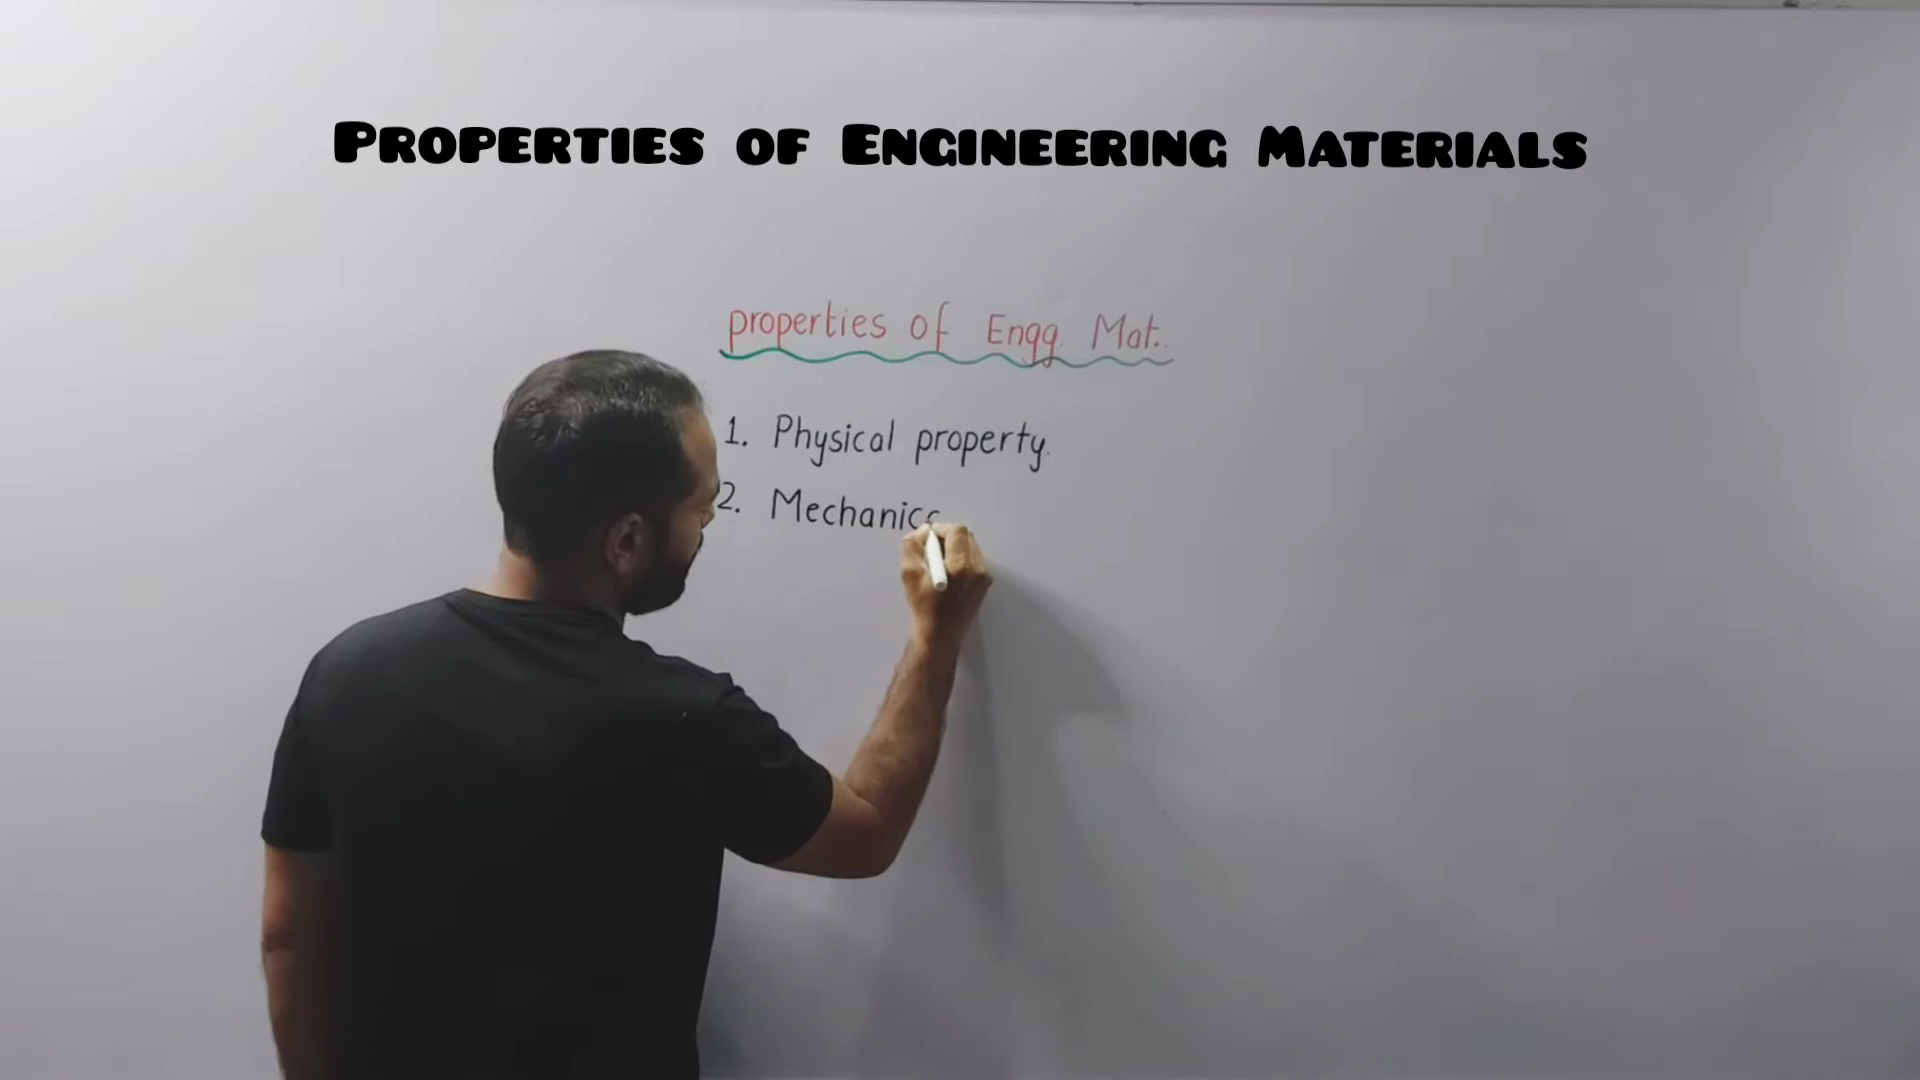 PROPERTIES OF ENGINEERING MATERIALS
properties of Engg. Mat.
1. Physical property.
2. Mechanic